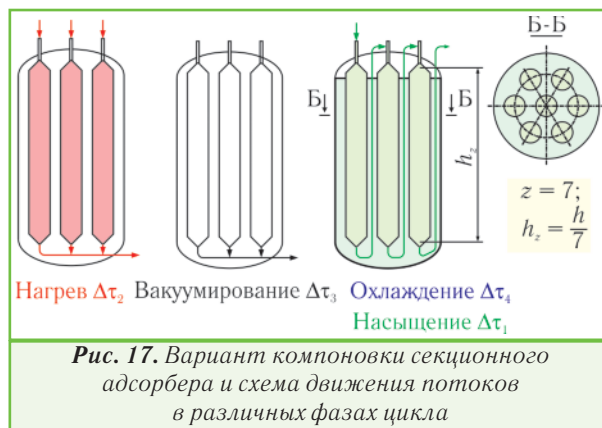 Б-Б
Б Б
h_z
z = 7;
h_z = h/7
Нагрев Δτ₂ Вакуумирование Δτ₃ Охлаждение Δτ₄
Насыщение Δτ₁
Рис. 17. Вариант компоновки секционного
адсорбера и схема движения потоков
в различных фазах цикла